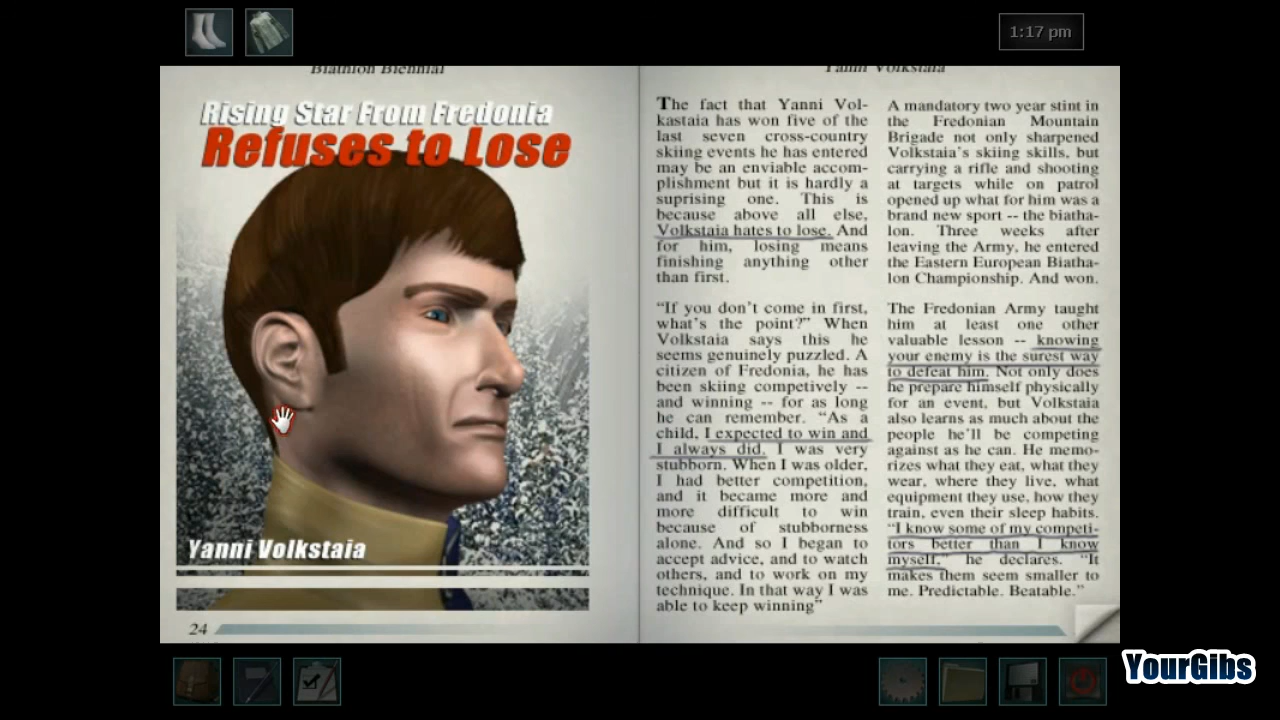 1:17 pm
Biathlon Biennial
Yanni Volkstaia
Rising Star From Fredonia
Refuses to Lose
Yanni Volkstaia
24
The fact that Yanni Vol-
kastaia has won five of the
last seven cross-country
skiing events he has entered
may be an enviable accom-
plishment but it is hardly a
suprising one. This is
because above all else,
Volkstaia hates to lose. And
for him, losing means
finishing anything other
than first.
"If you don't come in first,
what's the point?" When
Volkstaia says this he
seems genuinely puzzled. A
citizen of Fredonia, he has
been skiing competively --
and winning -- for as long
he can remember. "As a
child, I expected to win and
I always did. I was very
stubborn. When I was older,
I had better competition,
and it became more and
more difficult to win
because of stubborness
alone. And so I began to
accept advice, and to watch
others, and to work on my
technique. In that way I was
able to keep winning"
A mandatory two year stint in
the Fredonian Mountain
Brigade not only sharpened
Volkstaia's skiing skills, but
carrying a rifle and shooting
at targets while on patrol
opened up what for him was a
brand new sport -- the biatha-
lon. Three weeks after
leaving the Army, he entered
the Eastern European Biatha-
lon Championship. And won.
The Fredonian Army taught
him at least one other
valuable lesson -- knowing
your enemy is the surest way
to defeat him. Not only does
he prepare himself physically
for an event, but Volkstaia
also learns as much about the
people he'll be competing
against as he can. He memo-
rizes what they eat, what they
wear, where they live, what
equipment they use, how they
train, even their sleep habits.
"I know some of my competi-
tors better than I know
myself," he declares. "It
makes them seem smaller to
me. Predictable. Beatable."
YourGibs